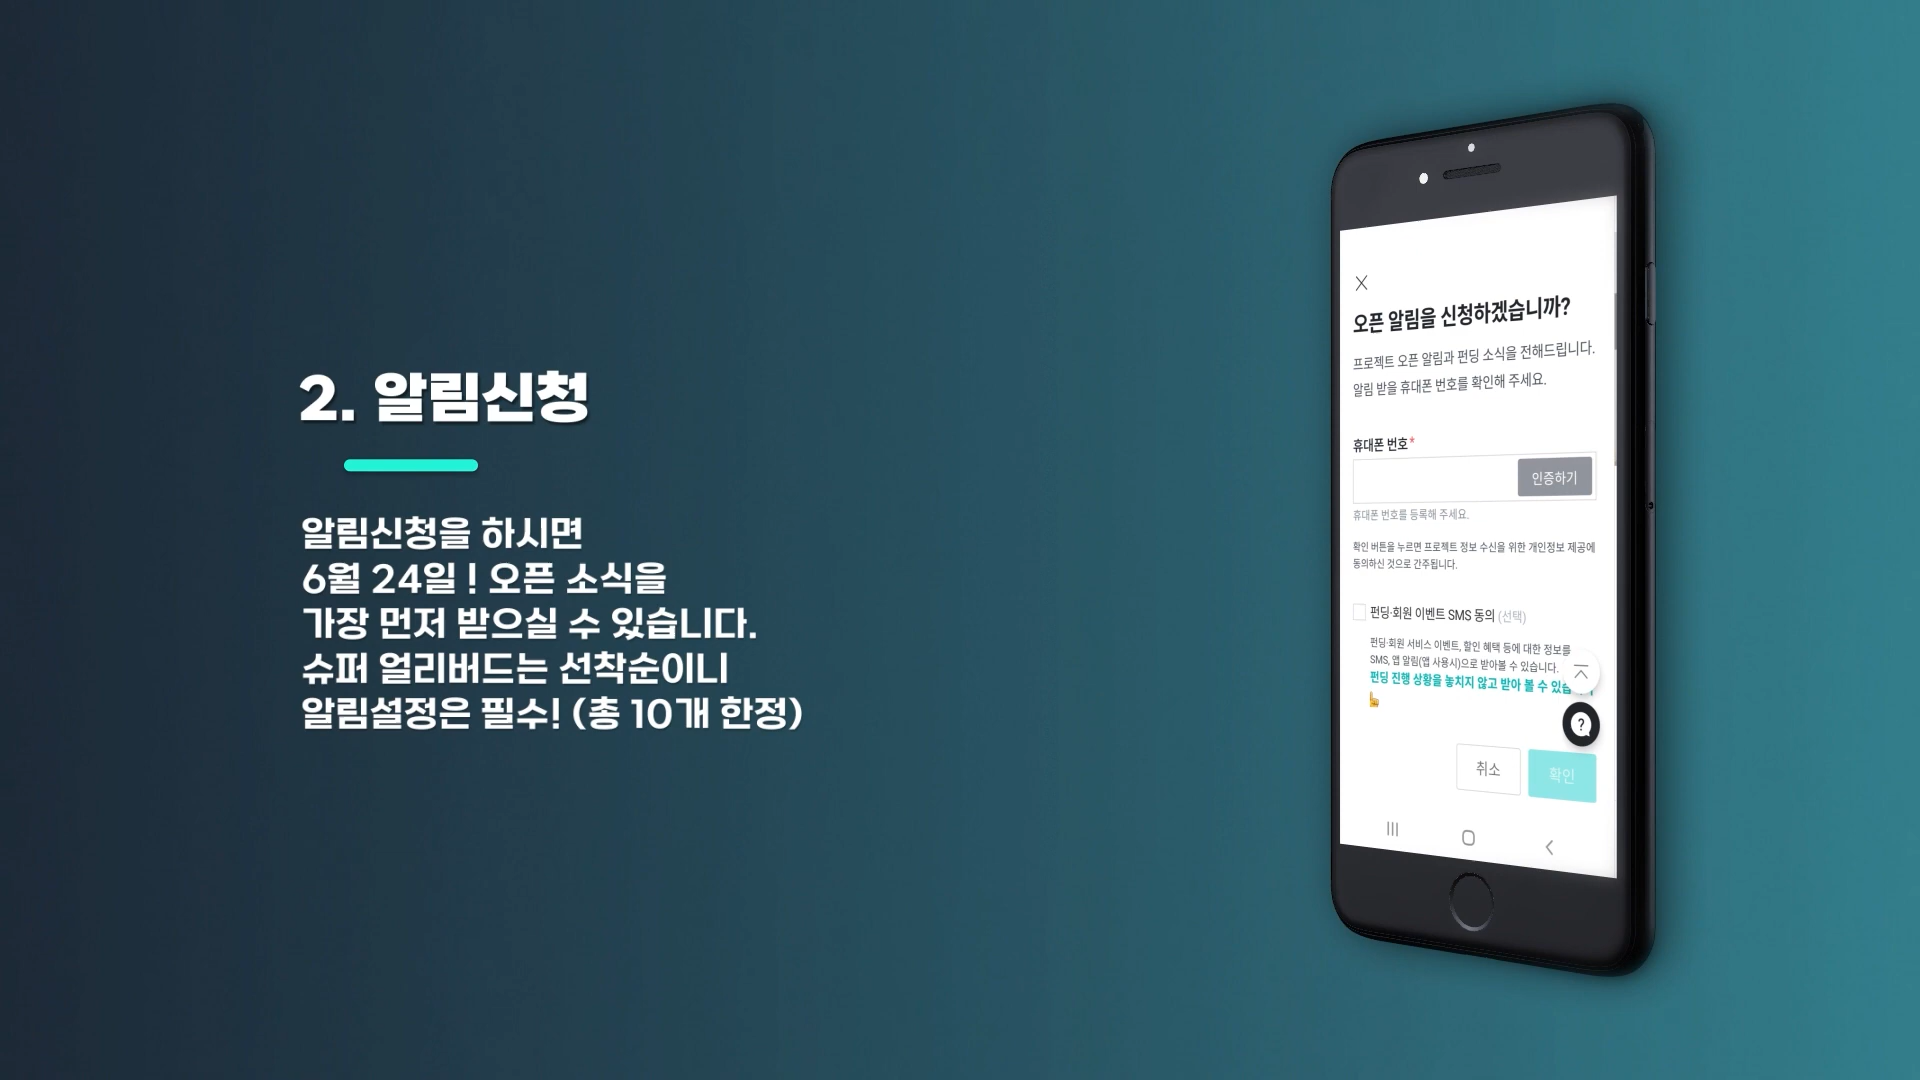 2. 알림신청
알림신청을 하시면
6월 24일 ! 오픈 소식을
가장 먼저 받으실 수 있습니다.
슈퍼 얼리버드는 선착순이니
알림설정은 필수! (총 10개 한정)
오픈 알림을 신청하겠습니까?
프로젝트 오픈 알림과 펀딩 소식을 전해드립니다.
알림 받을 휴대폰 번호를 확인해 주세요.
휴대폰 번호*
인증하기
휴대폰 번호를 등록해 주세요.
확인 버튼을 누르면 프로젝트 정보 수신을 위한 개인정보 제공에
동의하신 것으로 간주됩니다.
펀딩·회원 이벤트 SMS 동의 (선택)
펀딩·회원 서비스 이벤트, 할인 혜택 등에 대한 정보를
SMS, 앱 알림(앱 사용시)으로 받아볼 수 있습니다.
펀딩 진행 상황을 놓치지 않고 받아 볼 수
?
취소 확인